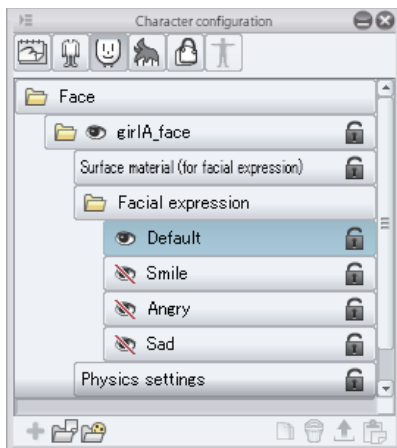 Character configuration
Face
girlA_face
Surface material (for facial expression)
Facial expression
Default
Smile
Angry
Sad
Physics settings